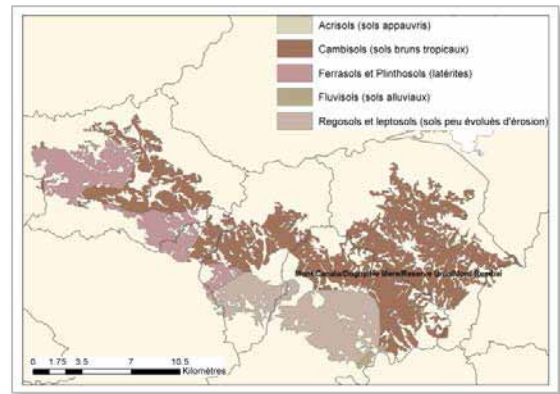 Acrisols (sols appauvris)
Cambisols (sols bruns tropicaux)
Ferrasols et Plinthosols (latérites)
Fluvisols (sols alluviaux)
Regosols et leptosols (sols peu évolués d'érosion)
0 1.75 3.5 7 10.5
Kilomètres